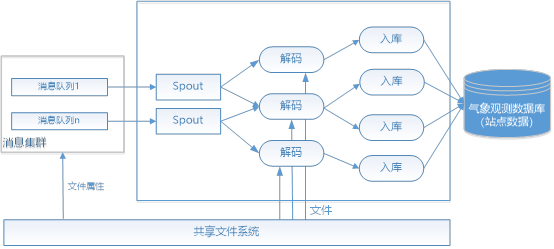 消息队列1
消息队列n
消息集群
Spout
Spout
解码
解码
解码
入库
入库
入库
入库
气象观测数据库
(站点数据)
文件属性
文件
共享文件系统